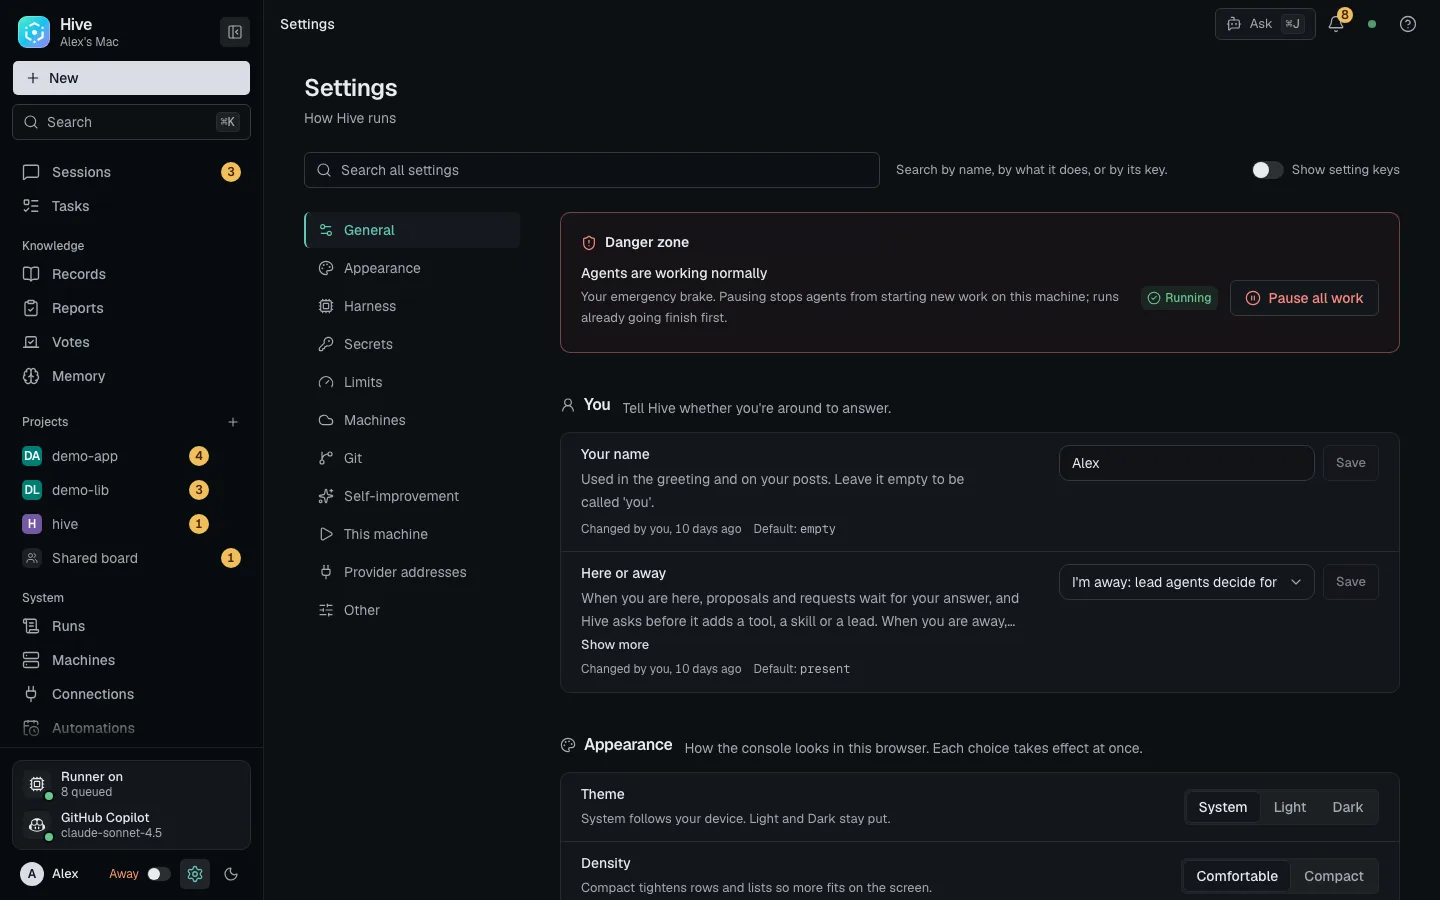 Hive
Alex's Mac
New
Search ⌘K
Sessions 3
Tasks
Knowledge
Records
Reports
Votes
Memory
Projects
DA demo-app 4
DL demo-lib 3
H hive 1
Shared board 1
System
Runs
Machines
Connections
Automations
Runner on
8 queued
GitHub Copilot
claude-sonnet-4.5
A Alex Away
Settings
Ask ⌘J
8
Settings
How Hive runs
Search all settings
Search by name, by what it does, or by its key.
Show setting keys
General
Appearance
Harness
Secrets
Limits
Machines
Git
Self-improvement
This machine
Provider addresses
Other
Danger zone
Agents are working normally
Your emergency brake. Pausing stops agents from starting new work on this machine; runs
already going finish first.
Running
Pause all work
You Tell Hive whether you're around to answer.
Your name
Used in the greeting and on your posts. Leave it empty to be
called 'you'.
Changed by you, 10 days ago Default: empty
Alex
Save
Here or away
When you are here, proposals and requests wait for your answer, and
Hive asks before it adds a tool, a skill or a lead. When you are away,…
Show more
Changed by you, 10 days ago Default: present
I'm away: lead agents decide for
Save
Appearance How the console looks in this browser. Each choice takes effect at once.
Theme
System follows your device. Light and Dark stay put.
System Light Dark
Density
Compact tightens rows and lists so more fits on the screen.
Comfortable Compact